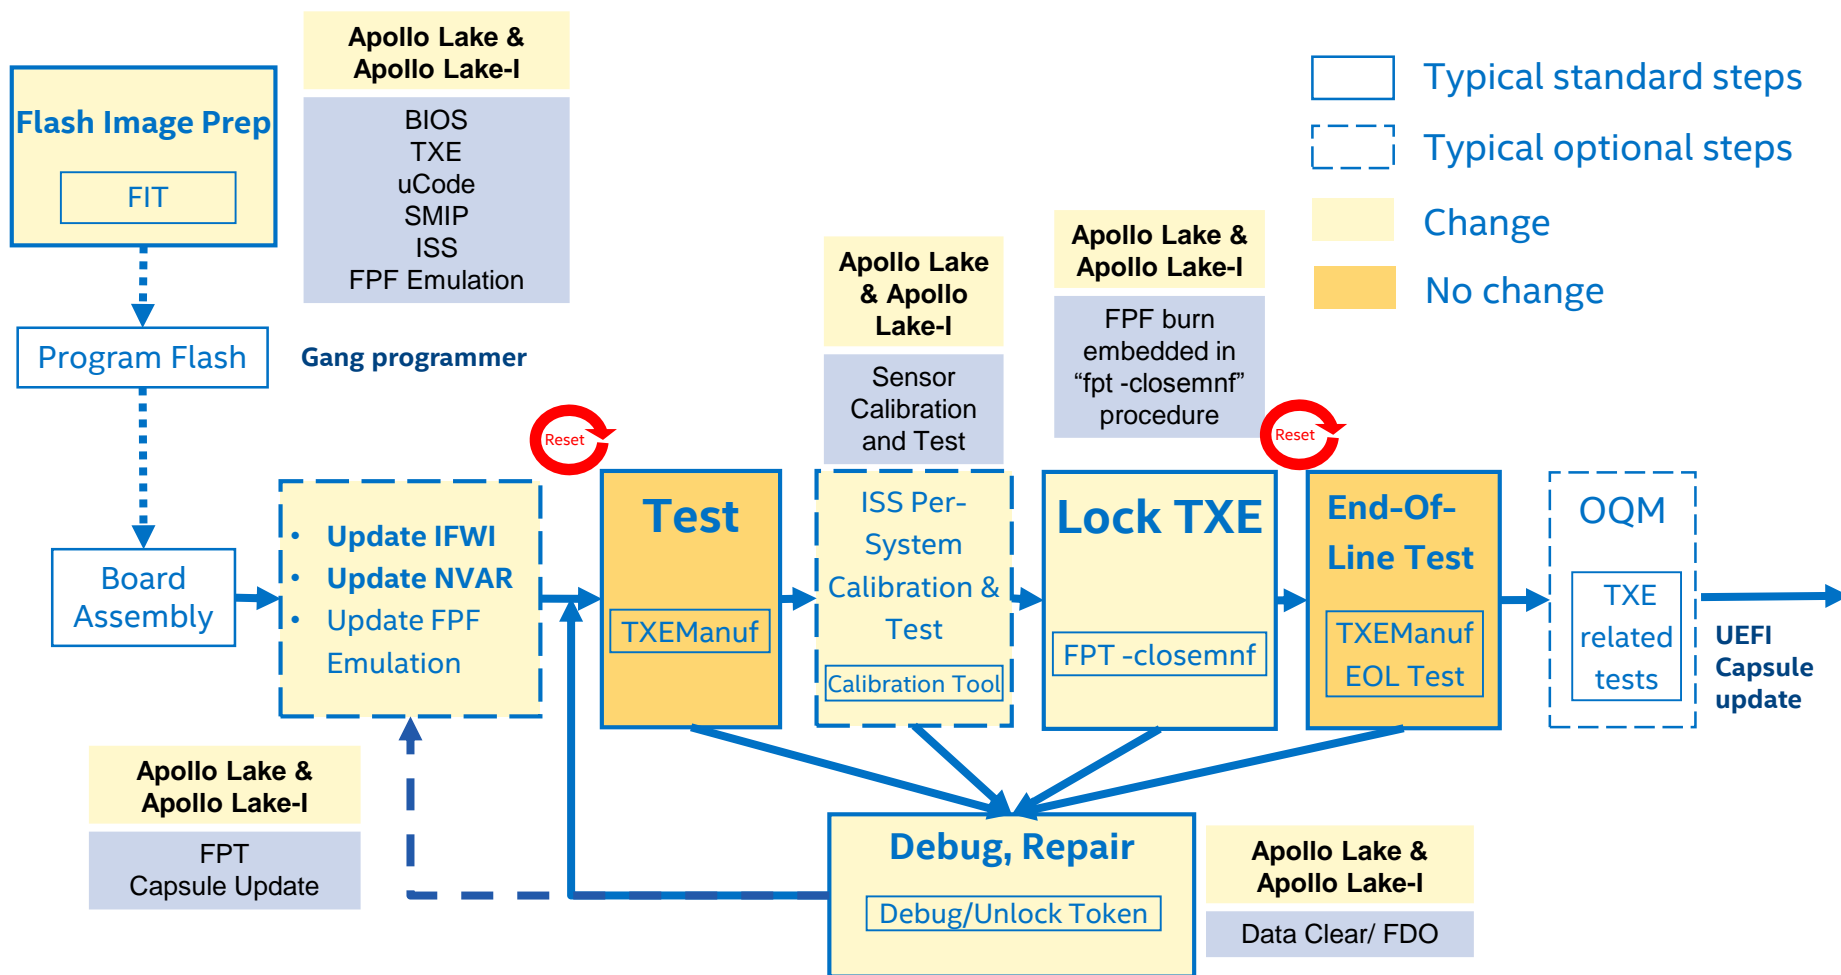 Flash Image Prep
FIT
Apollo Lake &
Apollo Lake-I
BIOS
TXE
uCode
SMIP
ISS
FPF Emulation
Typical standard steps
Typical optional steps
Change
No change
Program Flash
Gang programmer
Board
Assembly
• Update IFWI
• Update NVAR
• Update FPF
Emulation
Apollo Lake &
Apollo Lake-I
FPT
Capsule Update
Reset
Test
TXEManuf
Apollo Lake
& Apollo
Lake-I
Sensor
Calibration
and Test
ISS Per-
System
Calibration &
Test
Calibration Tool
Apollo Lake &
Apollo Lake-I
FPF burn
embedded in
“fpt -closemnf”
procedure
Lock TXE
FPT -closemnf
Reset
End-Of-
Line Test
TXEManuf
EOL Test
OQM
TXE
related
tests
UEFI
Capsule
update
Debug, Repair
Debug/Unlock Token
Apollo Lake &
Apollo Lake-I
Data Clear/ FDO